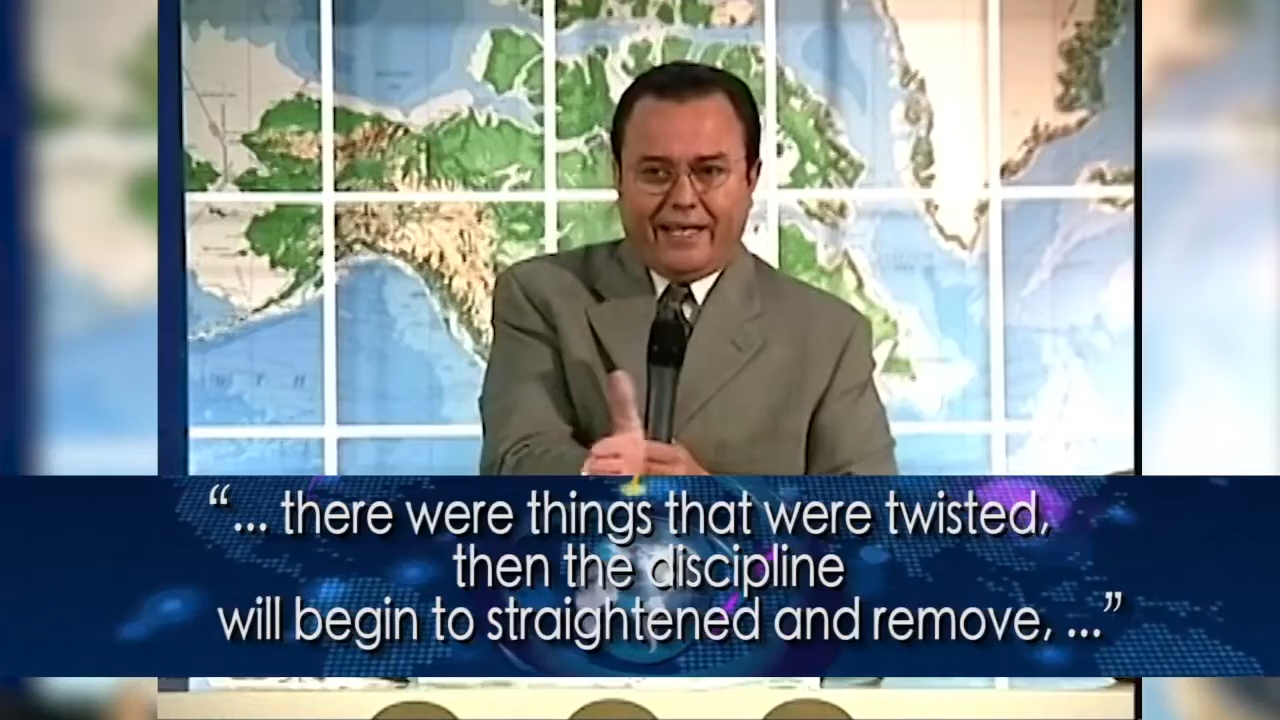 “... there were things that were twisted,
then the discipline
will begin to straightened and remove, ...”